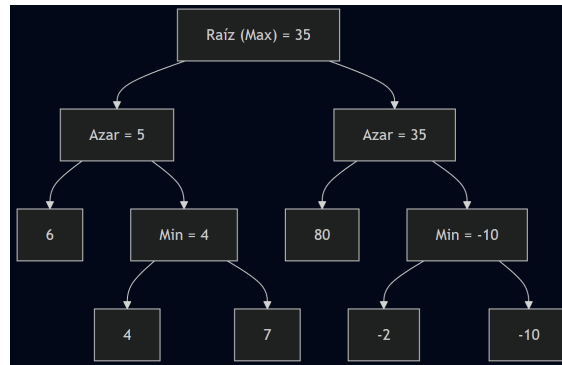 Raíz (Max) = 35
Azar = 5
Azar = 35
6
Min = 4
80
Min = -10
4
7
-2
-10